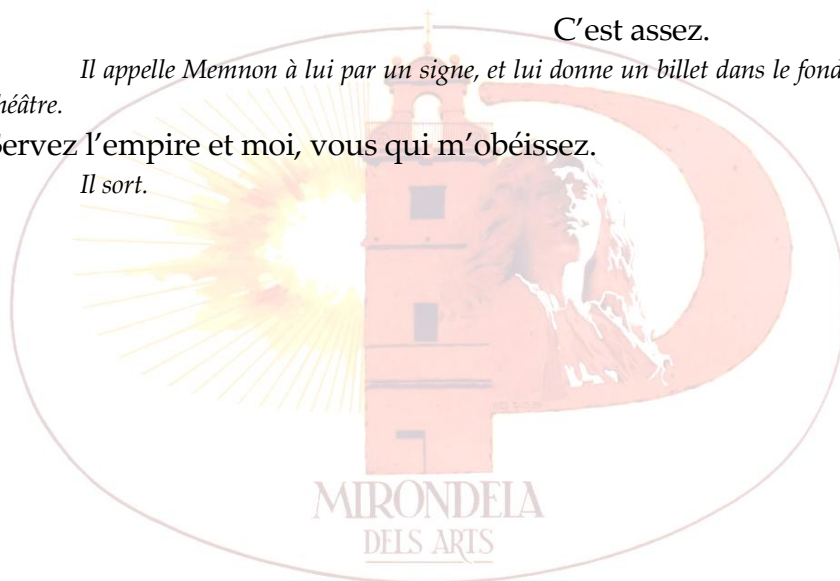 C’est assez.
Il appelle Memnon à lui par un signe, et lui donne un billet dans le fond
héâtre.
ervez l’empire et moi, vous qui m’obéissez.
Il sort.
MIRONDELA
DELS ARTS